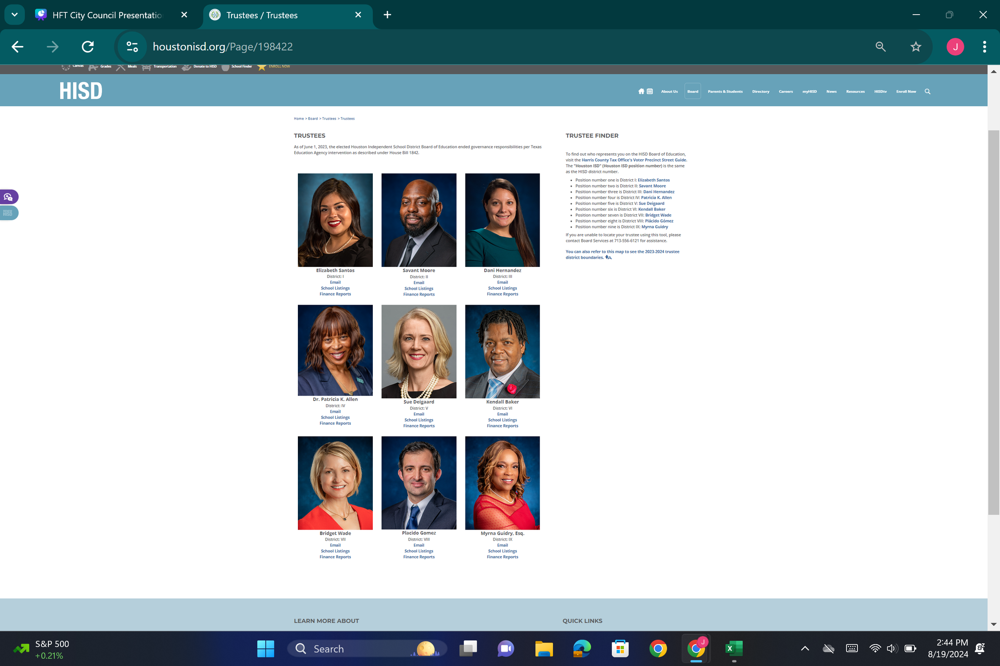 HFT City Council Presentatio
Trustees / Trustees
houstonisd.org/Page/198422
J
Canvas Grades Meals Transportation Donate to HISD School Finder ENROLL NOW
HISD
About Us Board Parents & Students Directory Careers myHISD News Resources HISDtv Enroll Now
Home > Board > Trustees > Trustees
TRUSTEES
As of June 1, 2023, the elected Houston Independent School District Board of Education ended governance responsibilities per Texas
Education Agency intervention as described under House Bill 1842.
Elizabeth Santos
District: I
Email
School Listings
Finance Reports
Savant Moore
District: II
Email
School Listings
Finance Reports
Dani Hernandez
District: III
Email
School Listings
Finance Reports
Dr. Patricia K. Allen
District: IV
Email
School Listings
Finance Reports
Sue Deigaard
District: V
Email
School Listings
Finance Reports
Kendall Baker
District: VI
Email
School Listings
Finance Reports
Bridget Wade
District: VII
Email
School Listings
Finance Reports
Placido Gomez
District: VIII
Email
School Listings
Finance Reports
Myrna Guidry, Esq.
District: IX
Email
School Listings
Finance Reports
TRUSTEE FINDER
To find out who represents you on the HISD Board of Education,
visit the Harris County Tax Office's Voter Precinct Street Guide.
The "Houston ISD" (Houston ISD position number) is the same
as the HISD district number.
Position number one is District I: Elizabeth Santos
Position number two is District II: Savant Moore
Position number three is District III: Dani Hernandez
Position number four is District IV: Patricia K. Allen
Position number five is District V: Sue Deigaard
Position number six is District VI: Kendall Baker
Position number seven is District VII: Bridget Wade
Position number eight is District VIII: Plácido Gómez
Position number nine is District IX: Myrna Guidry
If you are unable to locate your trustee using this tool, please
contact Board Services at 713-556-6121 for assistance.
You can also refer to this map to see the 2023-2024 trustee
district boundaries.
LEARN MORE ABOUT
QUICK LINKS
S&P 500
+0.21%
Search
J
2:44 PM
8/19/2024